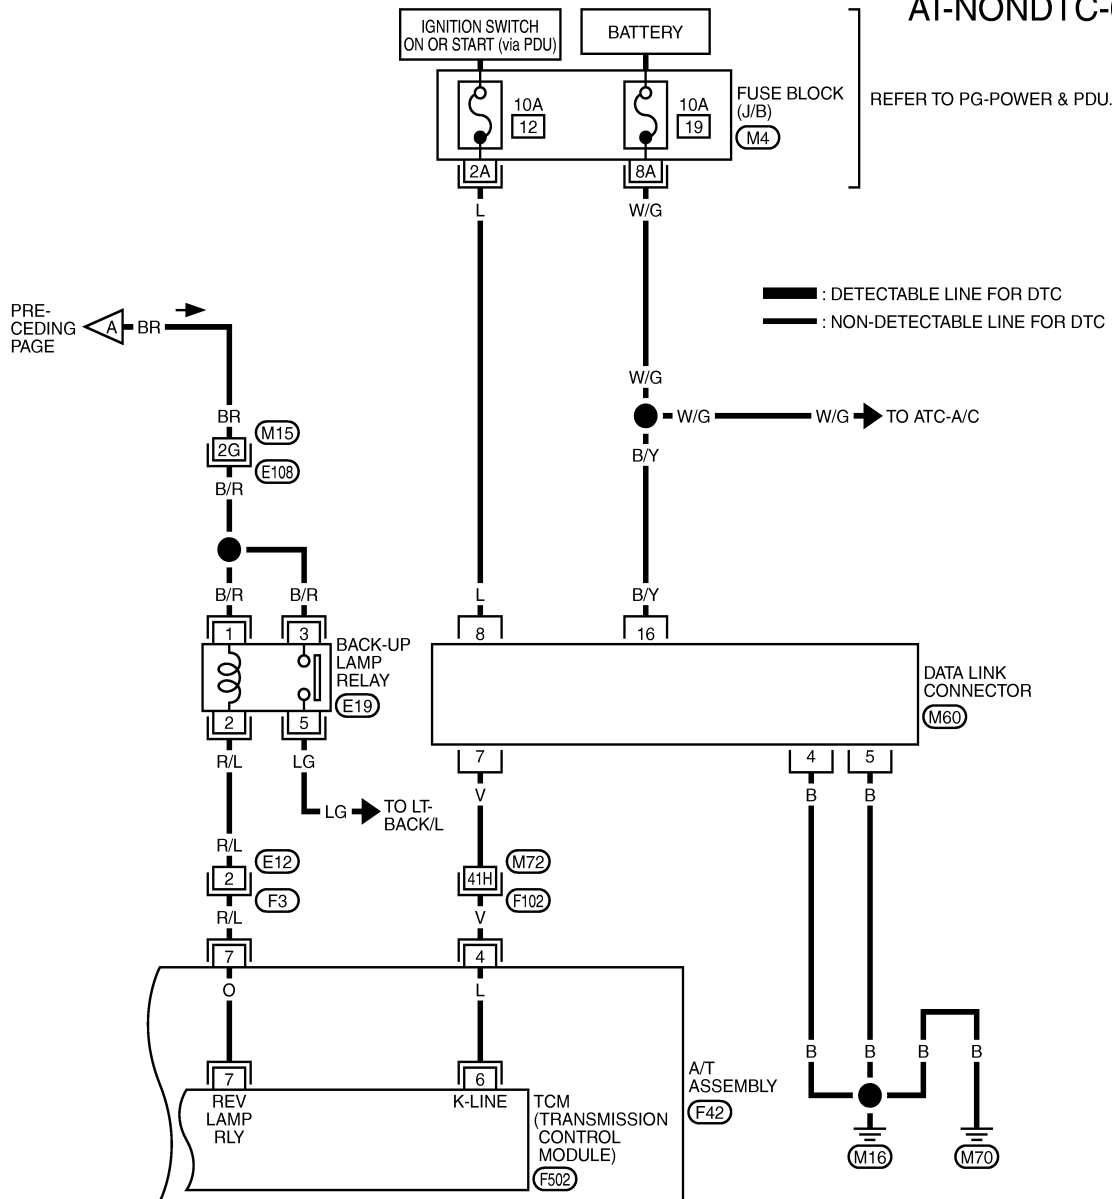 AT-NONDTC-
IGNITION SWITCH
ON OR START (via PDU)
BATTERY
10A
12
10A
19
FUSE BLOCK
(J/B)
M4
REFER TO PG-POWER & PDU.
2A
8A
L
W/G
: DETECTABLE LINE FOR DTC
: NON-DETECTABLE LINE FOR DTC
PRE-
CEDING
PAGE
A
BR
W/G
W/G
W/G
TO ATC-A/C
B/Y
BR
M15
2G
E108
B/R
B/R
B/R
L
B/Y
1
3
8
16
BACK-UP
LAMP
RELAY
E19
DATA LINK
CONNECTOR
M60
2
5
7
4
5
R/L
LG
V
B
B
LG
TO LT-
BACK/L
R/L
E12
2
F3
R/L
M72
41H
F102
V
7
4
O
L
B
B
B
B
7
6
REV
LAMP
RLY
K-LINE
TCM
(TRANSMISSION
CONTROL
MODULE)
F502
A/T
ASSEMBLY
F42
M16
M70